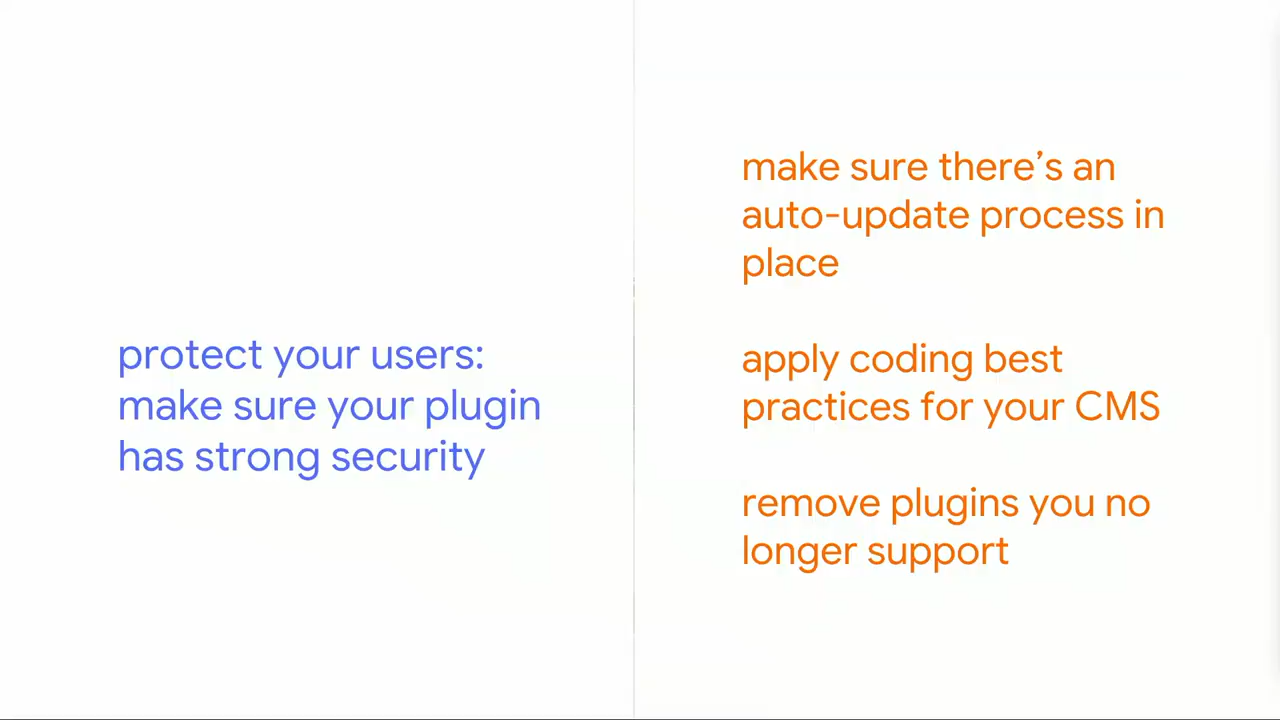 protect your users:
make sure your plugin
has strong security
make sure there’s an
auto-update process in
place
apply coding best
practices for your CMS
remove plugins you no
longer support